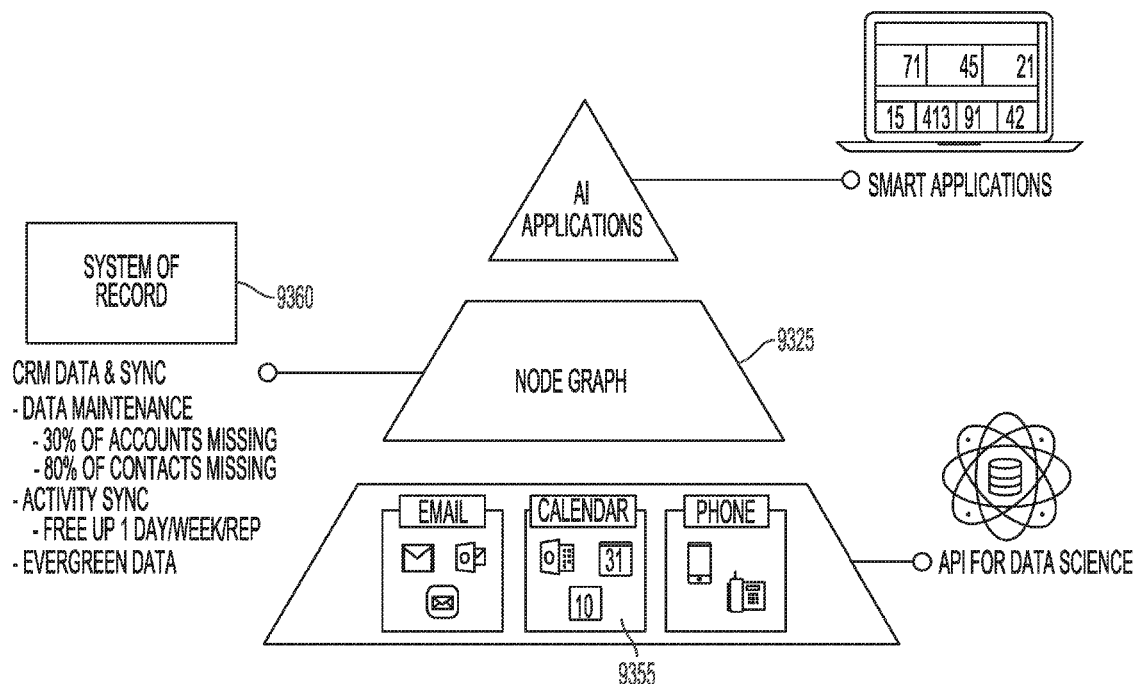 71 45 21
15 413 91 42
SMART APPLICATIONS
AI
APPLICATIONS
SYSTEM OF
RECORD
9360
9325
NODE GRAPH
CRM DATA & SYNC
- DATA MAINTENANCE
- 30% OF ACCOUNTS MISSING
- 80% OF CONTACTS MISSING
- ACTIVITY SYNC
- FREE UP 1 DAY/WEEK/REP
- EVERGREEN DATA
EMAIL CALENDAR PHONE
O O 31
10
API FOR DATA SCIENCE
9355